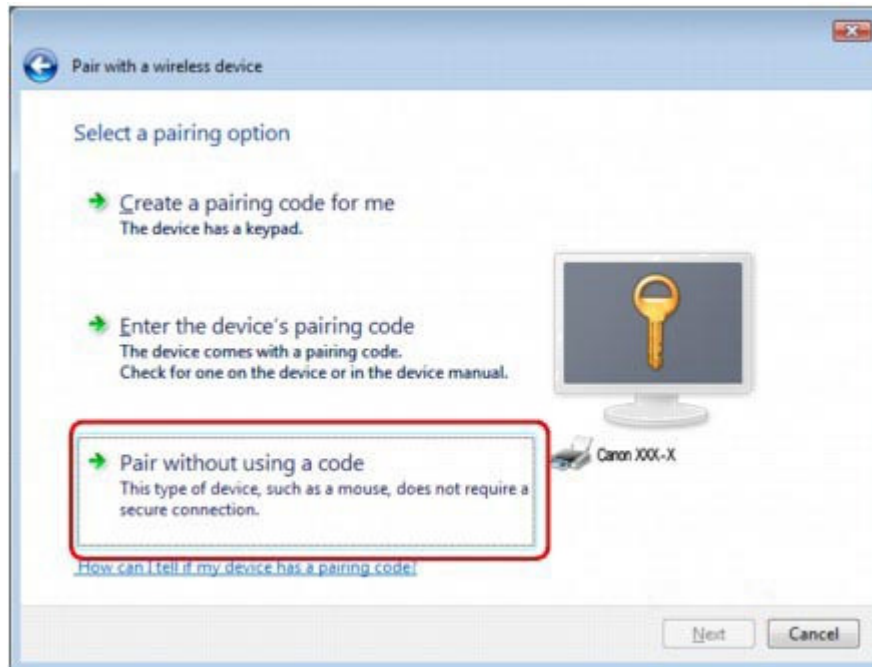 Pair with a wireless device
Select a pairing option
Create a pairing code for me
The device has a keypad.
Enter the device's pairing code
The device comes with a pairing code.
Check for one on the device or in the device manual.
Pair without using a code
This type of device, such as a mouse, does not require a
secure connection.
Canon XXX-X
How can I tell if my device has a pairing code?
Next
Cancel